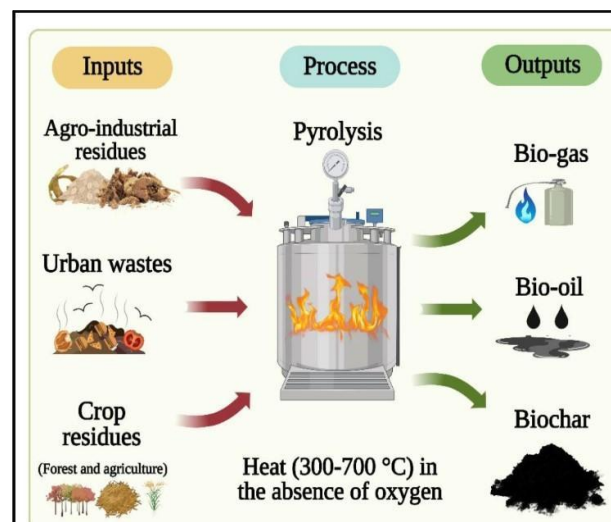 Inputs
Process
Outputs
Agro-industrial
residues
Pyrolysis
Bio-gas
Urban wastes
Bio-oil
Crop
residues
(Forest and agriculture)
Heat (300-700 °C) in
the absence of oxygen
Biochar